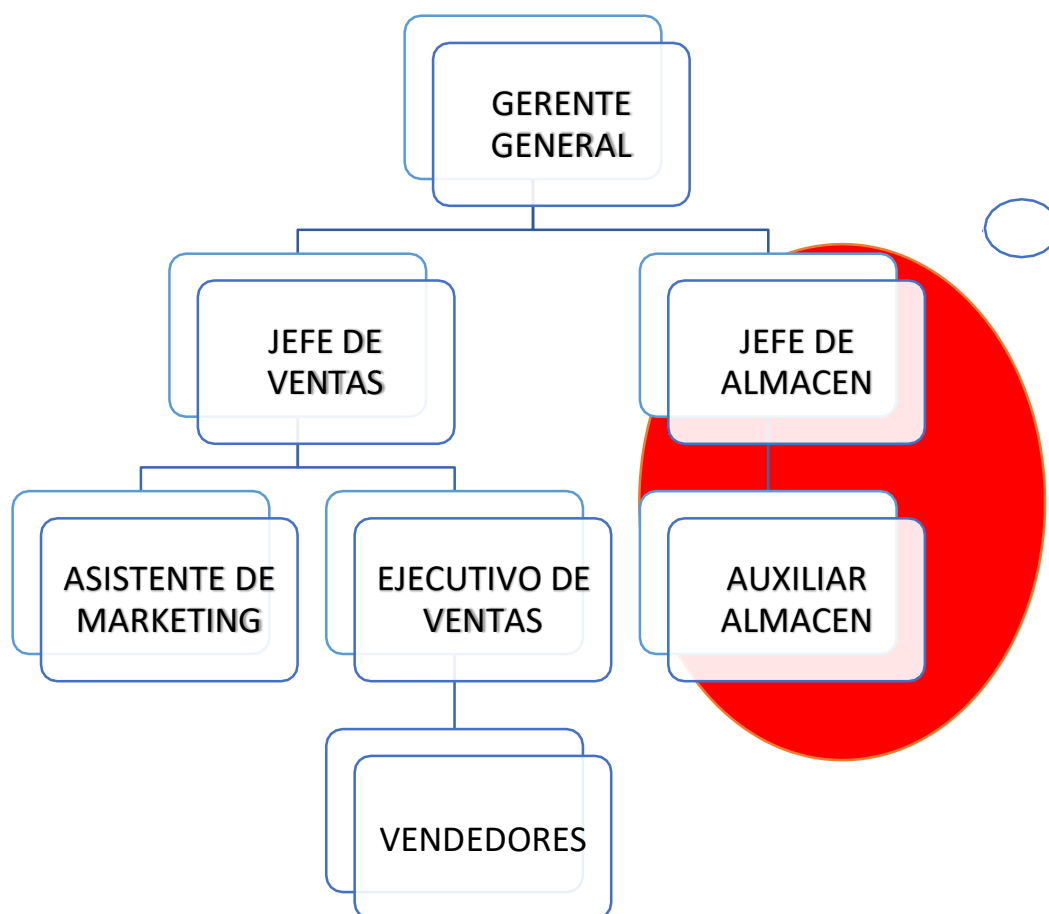 GERENTE
GENERAL
JEFE DE
VENTAS
JEFE DE
ALMACEN
ASISTENTE DE
MARKETING
EJECUTIVO DE
VENTAS
AUXILIAR
ALMACEN
VENDEDORES